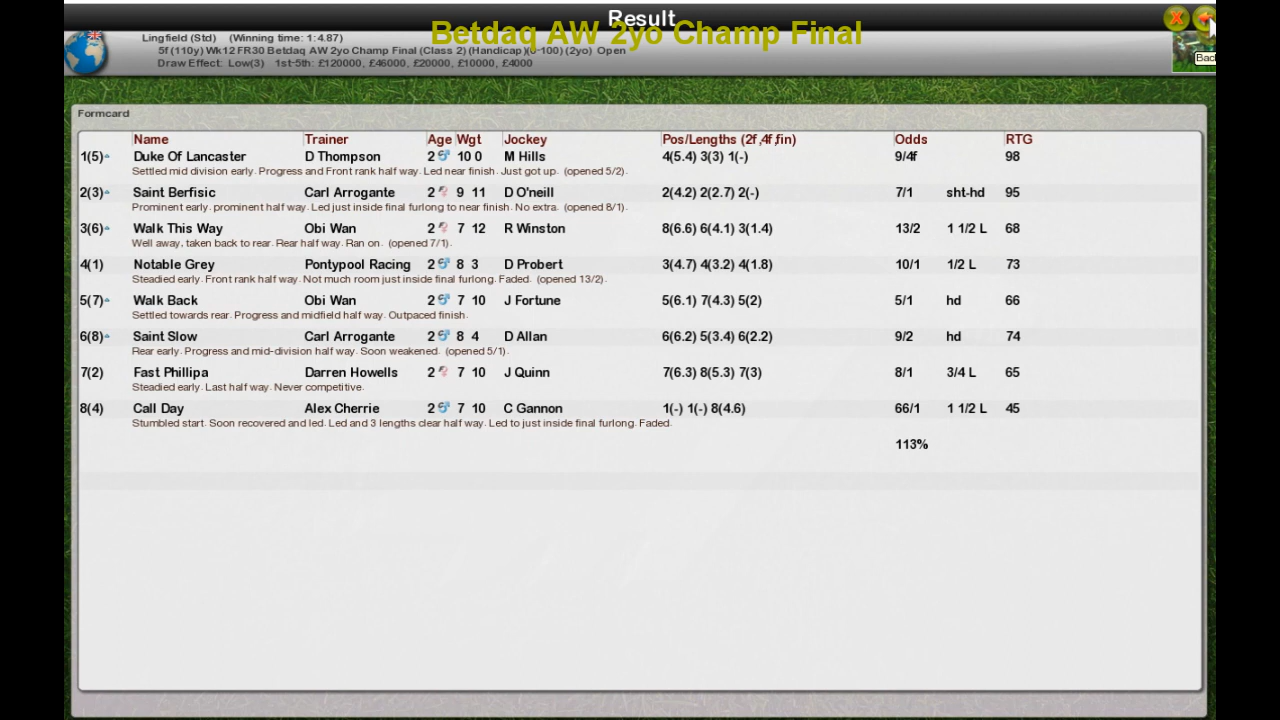 Result
Betdaq AW 2yo Champ Final
Lingfield (Std) (Winning time: 1:4.87)
5f(110y) Wk12 FR30 Betdaq AW 2yo Champ Final (Class 2) (Handicap)(0-100) (2yo) Open
Draw Effect: Low(3) 1st-5th: £120000, £46000, £20000, £10000, £4000
Formcard
Name Trainer Age Wgt Jockey Pos/Lengths (2f,4f,fin) Odds RTG
1(5) Duke Of Lancaster D Thompson 2 10 0 M Hills 4(5.4) 3(3) 1(-) 9/4f 98
Settled mid division early. Progress and Front rank half way. Led near finish. Just got up. (opened 5/2).
2(3) Saint Berfisic Carl Arrogante 2 9 11 D O'neill 2(4.2) 2(2.7) 2(-) 7/1 sht-hd 95
Prominent early. prominent half way. Led just inside final furlong to near finish. No extra. (opened 8/1).
3(6) Walk This Way Obi Wan 2 7 12 R Winston 8(6.6) 6(4.1) 3(1.4) 13/2 1 1/2 L 68
Well away, taken back to rear. Rear half way. Ran on. (opened 7/1).
4(1) Notable Grey Pontypool Racing 2 8 3 D Probert 3(4.7) 4(3.2) 4(1.8) 10/1 1/2 L 73
Steadied early. Front rank half way. Not much room just inside final furlong. Faded. (opened 13/2).
5(7) Walk Back Obi Wan 2 7 10 J Fortune 5(6.1) 7(4.3) 5(2) 5/1 hd 66
Settled towards rear. Progress and midfield half way. Outpaced finish.
6(8) Saint Slow Carl Arrogante 2 8 4 D Allan 6(6.2) 5(3.4) 6(2.2) 9/2 hd 74
Rear early. Progress and mid-division half way. Soon weakened. (opened 5/1).
7(2) Fast Phillipa Darren Howells 2 7 10 J Quinn 7(6.3) 8(5.3) 7(3) 8/1 3/4 L 65
Steadied early. Last half way. Never competitive.
8(4) Call Day Alex Cherrie 2 7 10 C Gannon 1(-) 1(-) 8(4.6) 66/1 1 1/2 L 45
Stumbled start. Soon recovered and led. Led and 3 lengths clear half way. Led to just inside final furlong. Faded.
113%